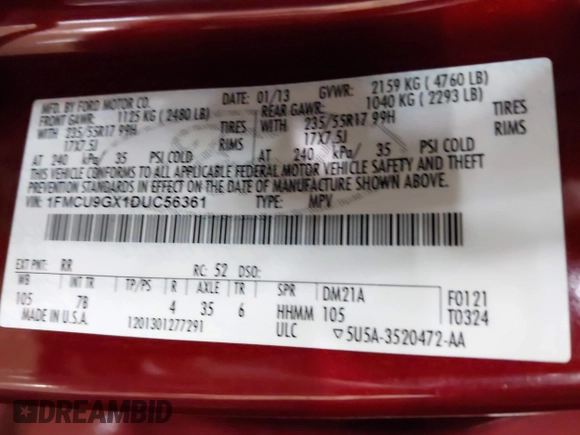 MFD. BY FORD MOTOR CO. DATE: 01/13 GVWR: 2159 KG ( 4760 LB)
FRONT GAWR: 1125 KG ( 2480 LB) REAR GAWR: 1040 KG ( 2293 LB)
WITH 235/55R17 99H TIRES WITH 235/55R17 99H TIRES
17X7.5J RIMS 17X7.5J RIMS
AT 240 kPa/ 35 PSI COLD AT 240 kPa/ 35 PSI COLD
THIS VEHICLE CONFORMS TO ALL APPLICABLE FEDERAL MOTOR VEHICLE SAFETY AND THEFT
PREVENTION STANDARDS IN EFFECT ON THE DATE OF MANUFACTURE SHOWN ABOVE.
VIN: 1FMCU9GX1DUC56361 TYPE: MPV
EXT PNT: RR RC: 52 DSO:
WB INT TR TP/PS R AXLE TR SPR DM21A F0121
105 7B 4 35 6 HHMM 105 T0324
MADE IN U.S.A. 1201301277291 ULC ▽5U5A-3520472-AA
DREAMBID